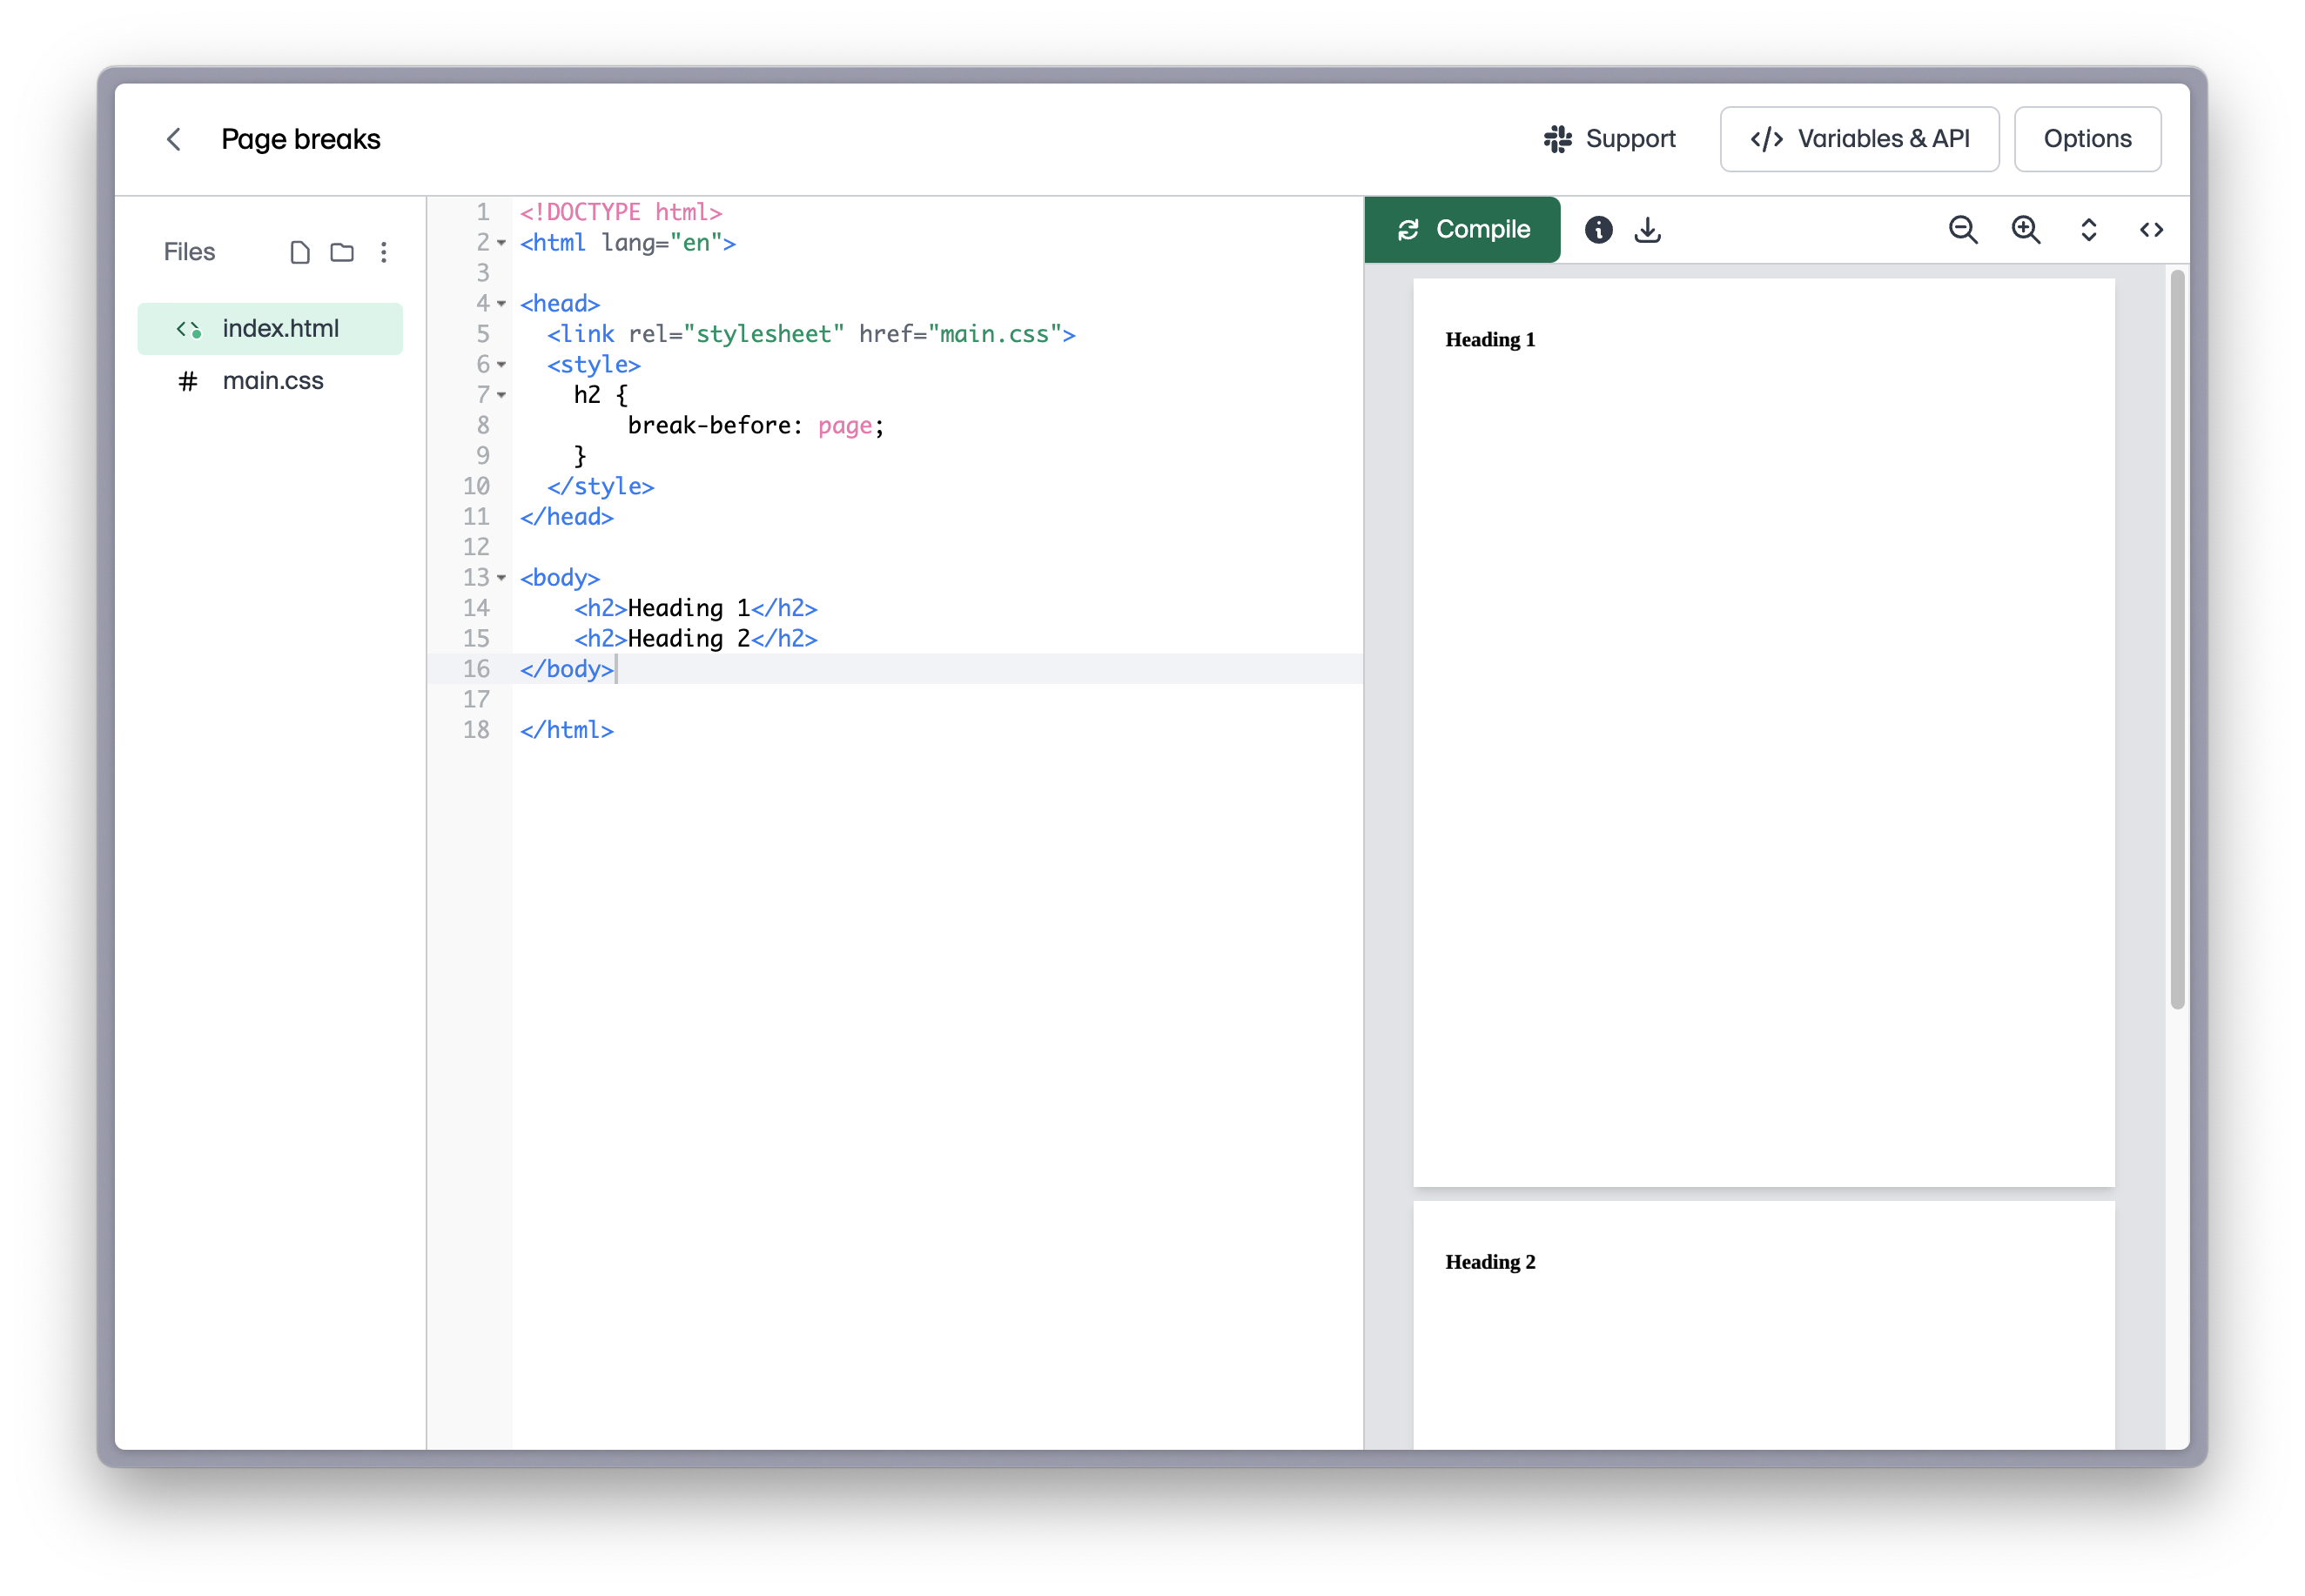 Page breaks
Support
</> Variables & API
Options
Files
index.html
# main.css
1 <!DOCTYPE html>
2 <html lang="en">
3
4 <head>
5   <link rel="stylesheet" href="main.css">
6   <style>
7     h2 {
8         break-before: page;
9     }
10   </style>
11 </head>
12
13 <body>
14     <h2>Heading 1</h2>
15     <h2>Heading 2</h2>
16 </body>
17
18 </html>
Compile
Heading 1
Heading 2